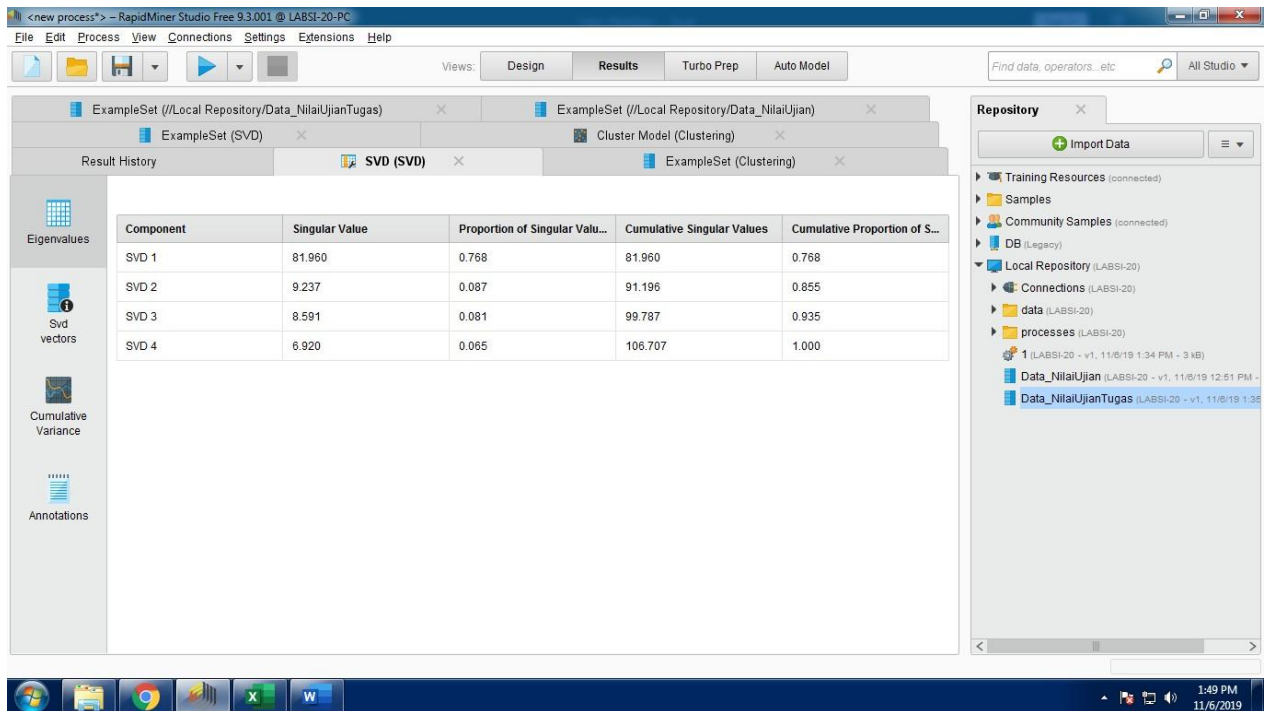 <new process*> – RapidMiner Studio Free 9.3.001 @ LABSI-20-PC
File Edit Process View Connections Settings Extensions Help
Views: Design Results Turbo Prep Auto Model
Find data, operators...etc All Studio
ExampleSet (//Local Repository/Data_NilaiUjianTugas) ExampleSet (//Local Repository/Data_NilaiUjian)
ExampleSet (SVD) Cluster Model (Clustering)
Result History SVD (SVD) ExampleSet (Clustering)
Eigenvalues
Svd
vectors
Cumulative
Variance
Annotations
Component Singular Value Proportion of Singular Valu... Cumulative Singular Values Cumulative Proportion of S...
SVD 1 81.960 0.768 81.960 0.768
SVD 2 9.237 0.087 91.196 0.855
SVD 3 8.591 0.081 99.787 0.935
SVD 4 6.920 0.065 106.707 1.000
Repository
Import Data
Training Resources (connected)
Samples
Community Samples (connected)
DB (Legacy)
Local Repository (LABSI-20)
Connections (LABSI-20)
data (LABSI-20)
processes (LABSI-20)
1 (LABSI-20 - v1, 11/6/19 1:34 PM - 3 kB)
Data_NilaiUjian (LABSI-20 - v1, 11/6/19 12:51 PM -
Data_NilaiUjianTugas (LABSI-20 - v1, 11/6/19
1:49 PM
11/6/2019